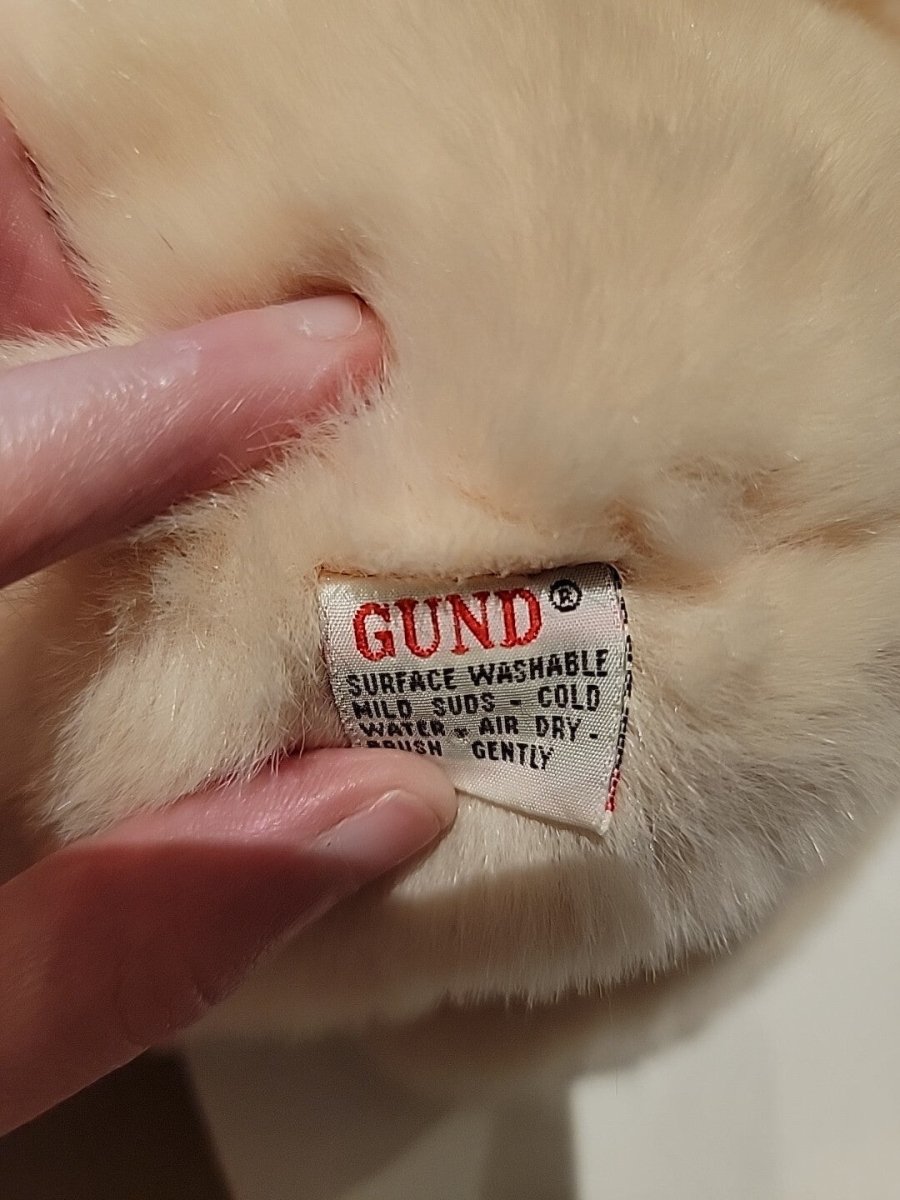 GUND®
SURFACE WASHABLE
MILD SUDS - COLD
WATER - AIR DRY -
BRUSH GENTLY